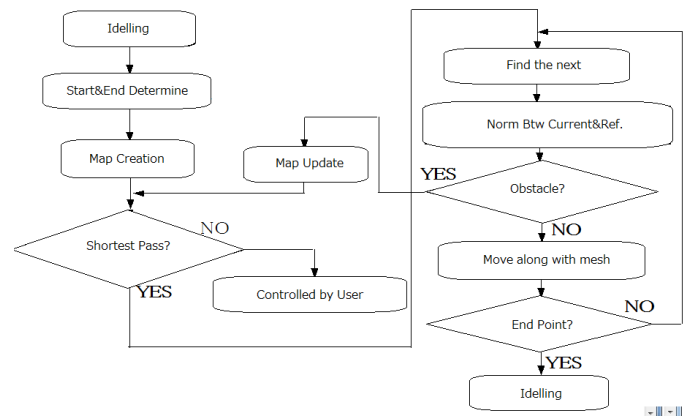 Idelling
Start&End Determine
Map Creation
Map Update
Shortest Pass?
NO
YES
Controlled by User
Find the next
Norm Btw Current&Ref.
YES
Obstacle?
NO
Move along with mesh
End Point?
NO
YES
Idelling